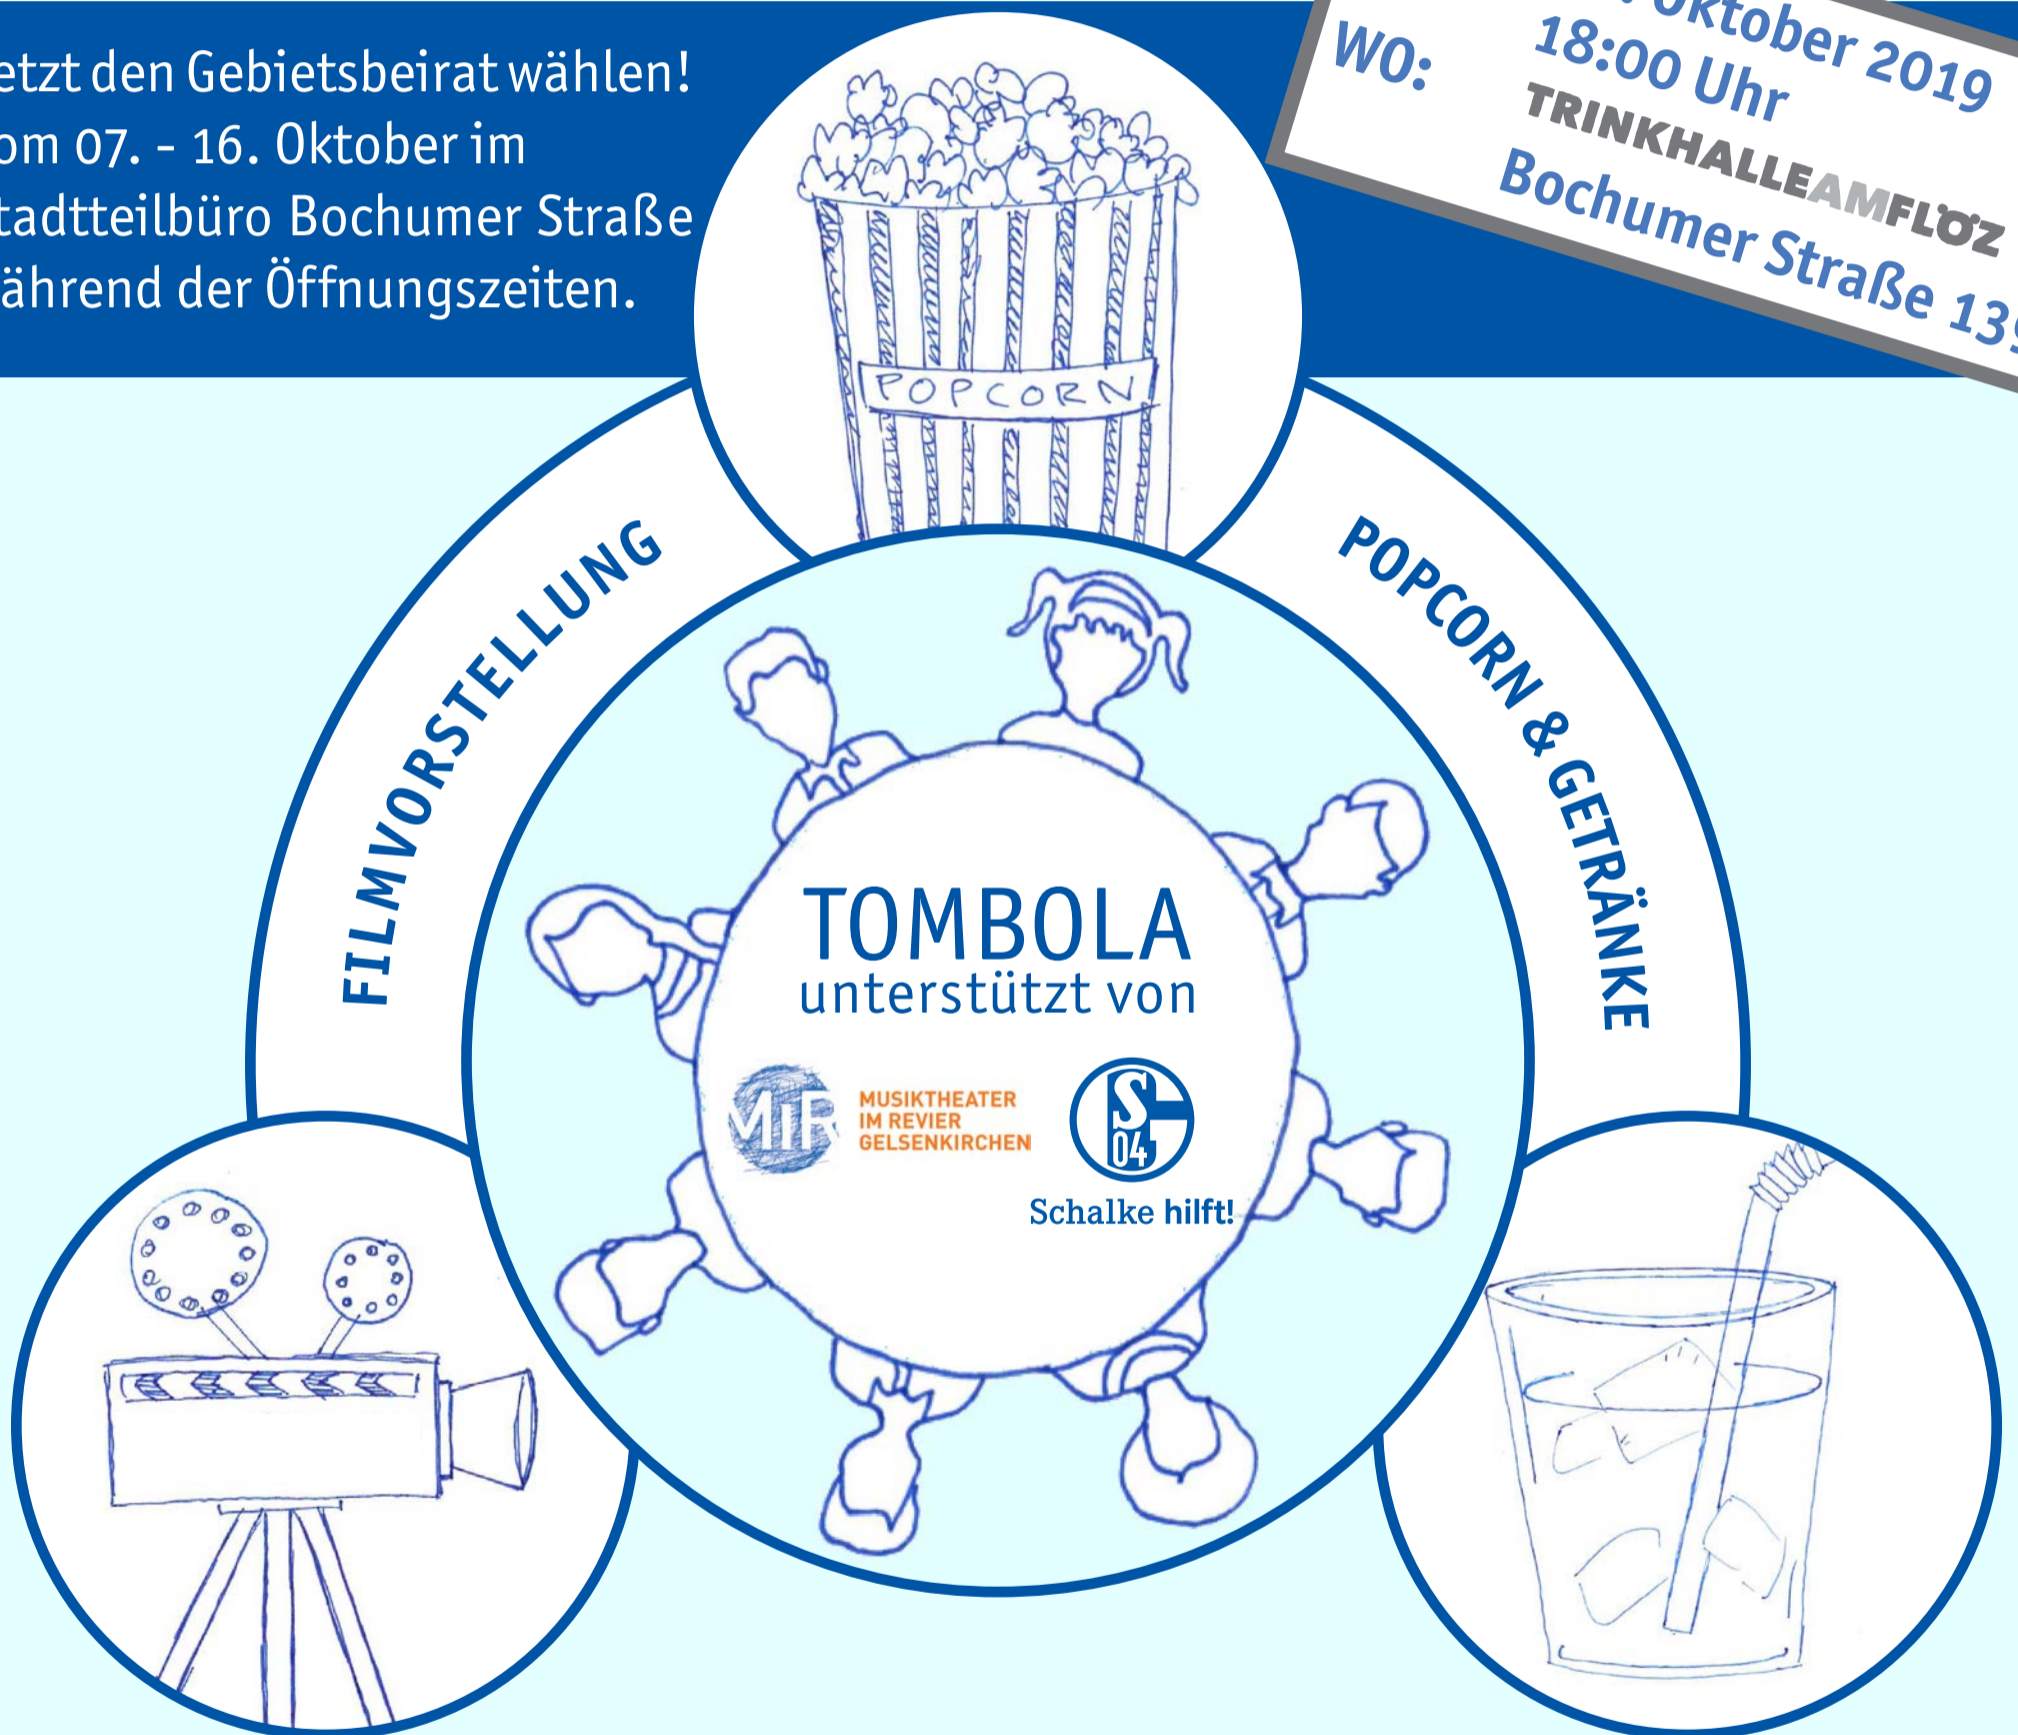 etzt den Gebietsbeirat wählen!
om 07. - 16. Oktober im
tadtteilbüro Bochumer Straße
ährend der Öffnungszeiten.
Oktober 2019
18:00 Uhr
WO:
TRINKHALLEAMFLÖZ
Bochumer Straße 139
POPCORN
FILMVORSTELLUNG
POPCORN & GETRÄNKE
TOMBOLA
unterstützt von
MiR
MUSIKTHEATER
IM REVIER
GELSENKIRCHEN
S
04
Schalke hilft!